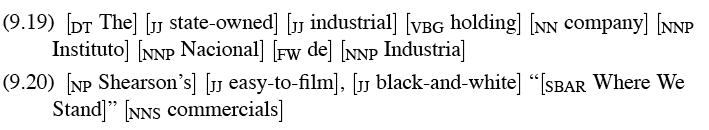 (9.19) [DT The] [JJ state-owned] [JJ industrial] [VBG holding] [NN company] [NNP
Instituto] [NNP Nacional] [FW de] [NNP Industria]
(9.20) [NP Shearson’s] [JJ easy-to-film], [JJ black-and-white] “[SBAR Where We
Stand]” [NNS commercials]